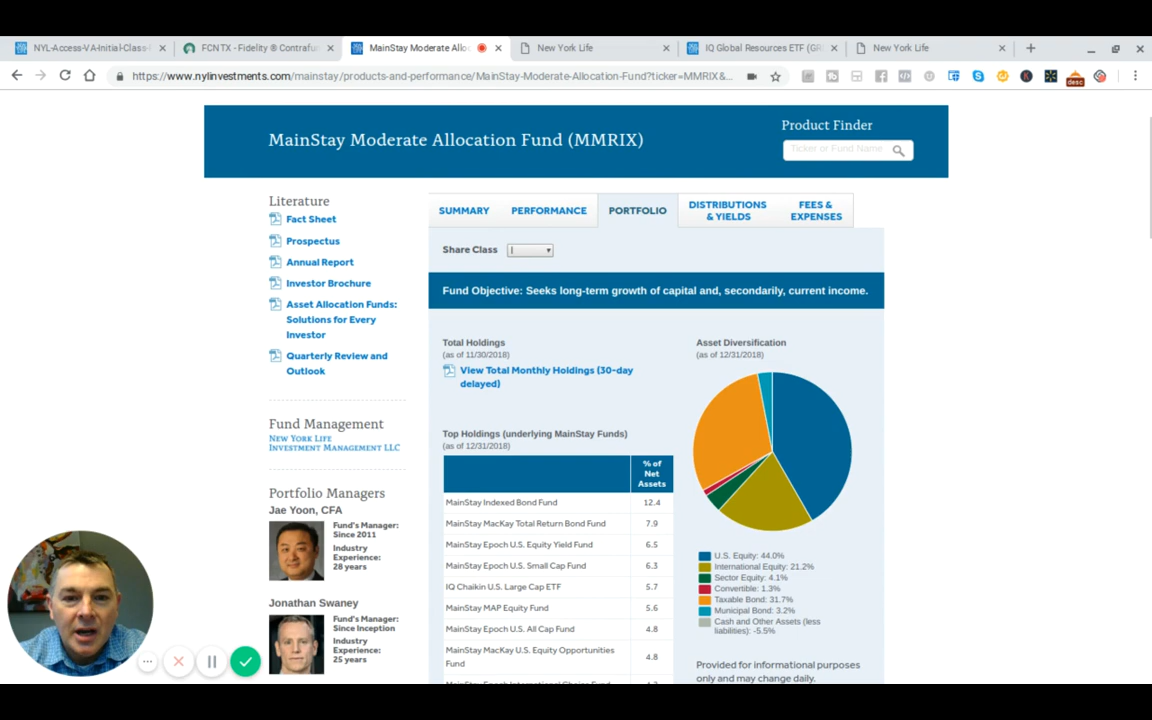 NYL-Access-VA-Initial-Class-
FCNTX - Fidelity ® Contrafu
MainStay Moderate Alloc
New York Life
IQ Global Resources ETF (GR
New York Life
https://www.nylinvestments.com/mainstay/products-and-performance/MainStay-Moderate-Allocation-Fund?ticker=MMRIX&...
desc
MainStay Moderate Allocation Fund (MMRIX)
Product Finder
Ticker or Fund Name
Literature
Fact Sheet
Prospectus
Annual Report
Investor Brochure
Asset Allocation Funds:
Solutions for Every
Investor
Quarterly Review and
Outlook
Fund Management
NEW YORK LIFE
INVESTMENT MANAGEMENT LLC
Portfolio Managers
Jae Yoon, CFA
Fund's Manager:
Since 2011
Industry
Experience:
28 years
Jonathan Swaney
Fund's Manager:
Since Inception
Industry
Experience:
25 years
SUMMARY
PERFORMANCE
PORTFOLIO
DISTRIBUTIONS
& YIELDS
FEES &
EXPENSES
Share Class
I
Fund Objective: Seeks long-term growth of capital and, secondarily, current income.
Total Holdings
(as of 11/30/2018)
View Total Monthly Holdings (30-day
delayed)
Top Holdings (underlying MainStay Funds)
(as of 12/31/2018)
% of
Net
Assets
MainStay Indexed Bond Fund 12.4
MainStay MacKay Total Return Bond Fund 7.9
MainStay Epoch U.S. Equity Yield Fund 6.5
MainStay Epoch U.S. Small Cap Fund 6.3
IQ Chaikin U.S. Large Cap ETF 5.7
MainStay MAP Equity Fund 5.6
MainStay Epoch U.S. All Cap Fund 4.8
MainStay MacKay U.S. Equity Opportunities
Fund 4.8
Asset Diversification
(as of 12/31/2018)
U.S. Equity: 44.0%
International Equity: 21.2%
Sector Equity: 4.1%
Convertible: 1.3%
Taxable Bond: 31.7%
Municipal Bond: 3.2%
Cash and Other Assets (less
liabilities): -5.5%
Provided for informational purposes
only and may change daily.